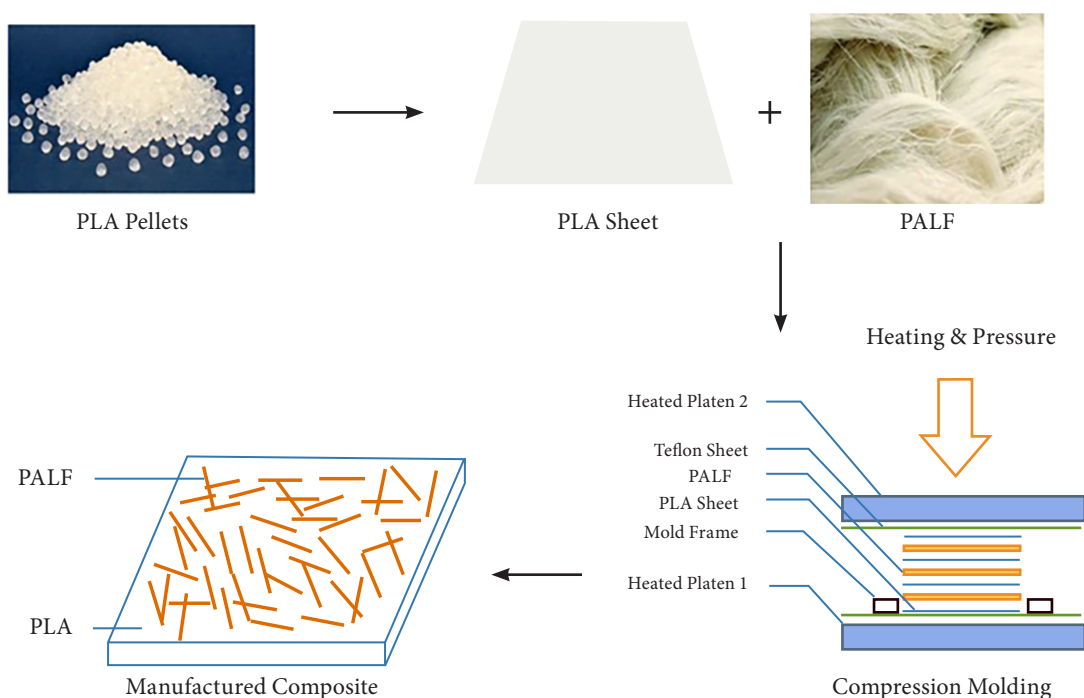 PLA Pellets
PLA Sheet
+
PALF
Heating & Pressure
Heated Platen 2
Teflon Sheet
PALF
PLA Sheet
Mold Frame
Heated Platen 1
Compression Molding
PALF
PLA
Manufactured Composite